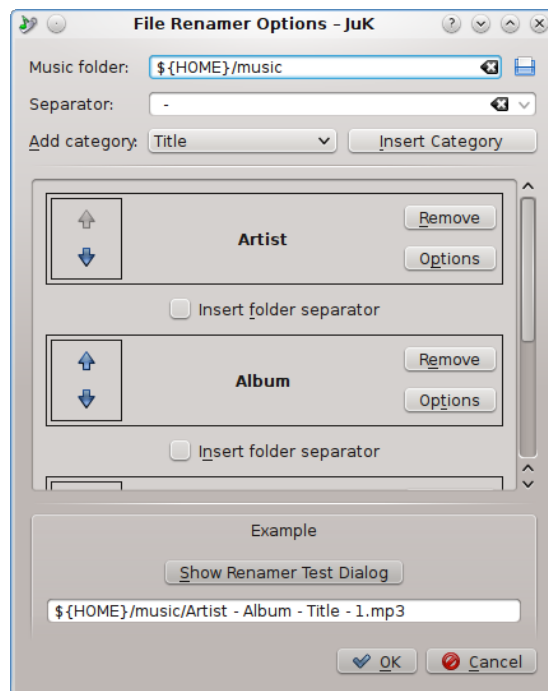 File Renamer Options – JuK
Music folder: ${HOME}/music
Separator: -
Add category: Title Insert Category
Remove
Artist
Options
Insert folder separator
Remove
Album
Options
Insert folder separator
Example
Show Renamer Test Dialog
${HOME}/music/Artist - Album - Title - 1.mp3
OK Cancel